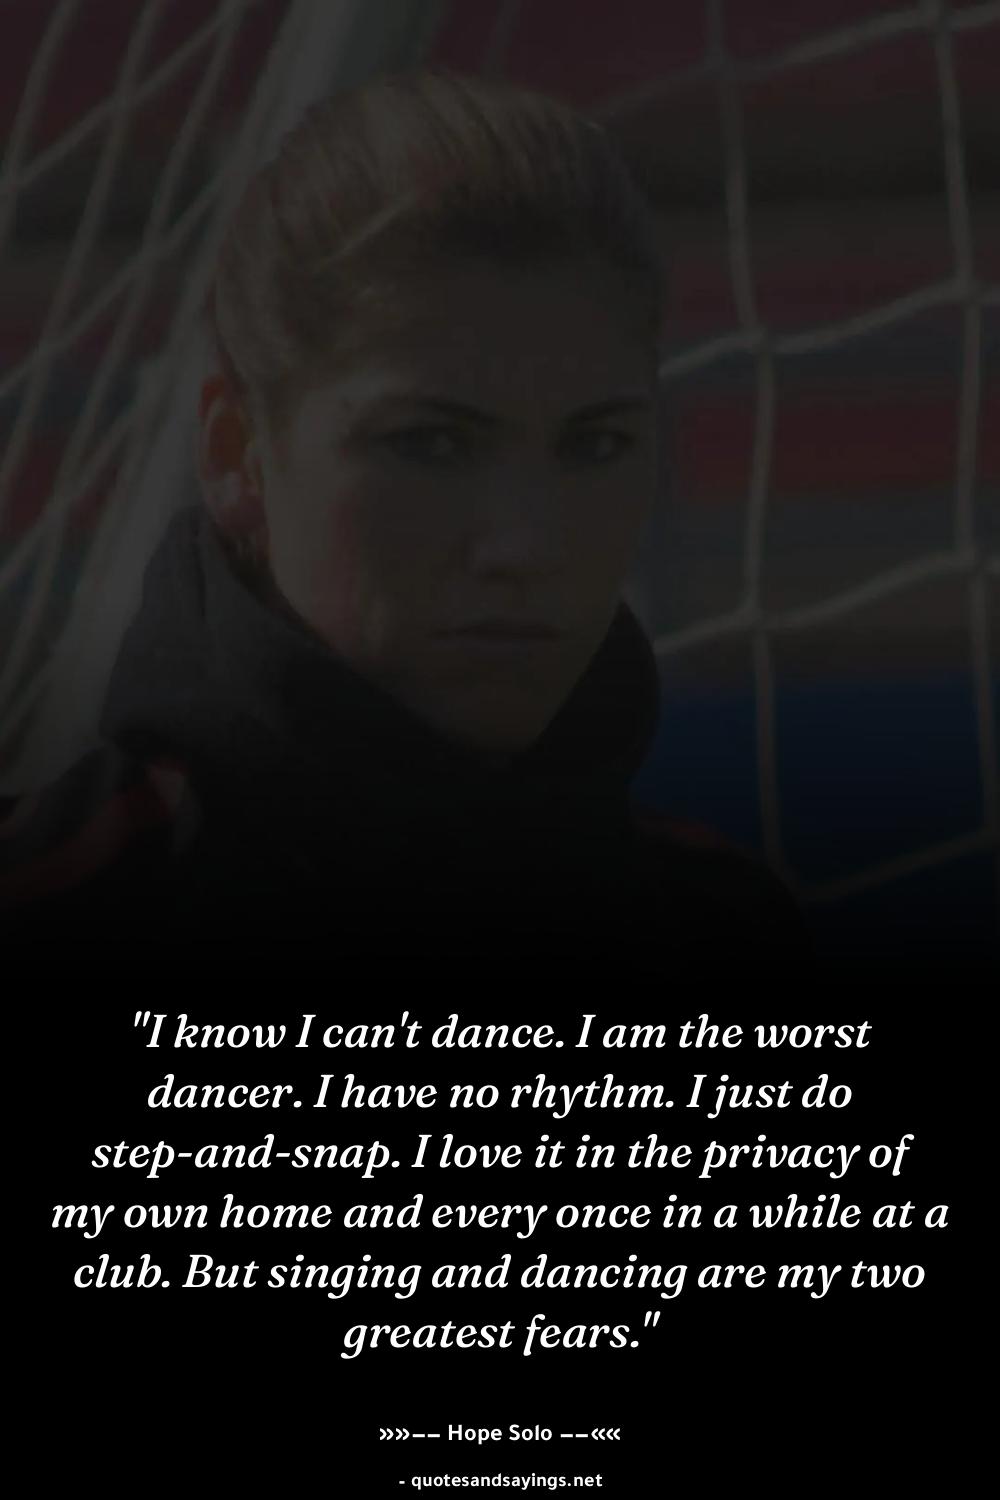 "I know I can't dance. I am the worst
dancer. I have no rhythm. I just do
step-and-snap. I love it in the privacy of
my own home and every once in a while at a
club. But singing and dancing are my two
greatest fears."
»»−− Hope Solo −−««
- quotesandsayings.net